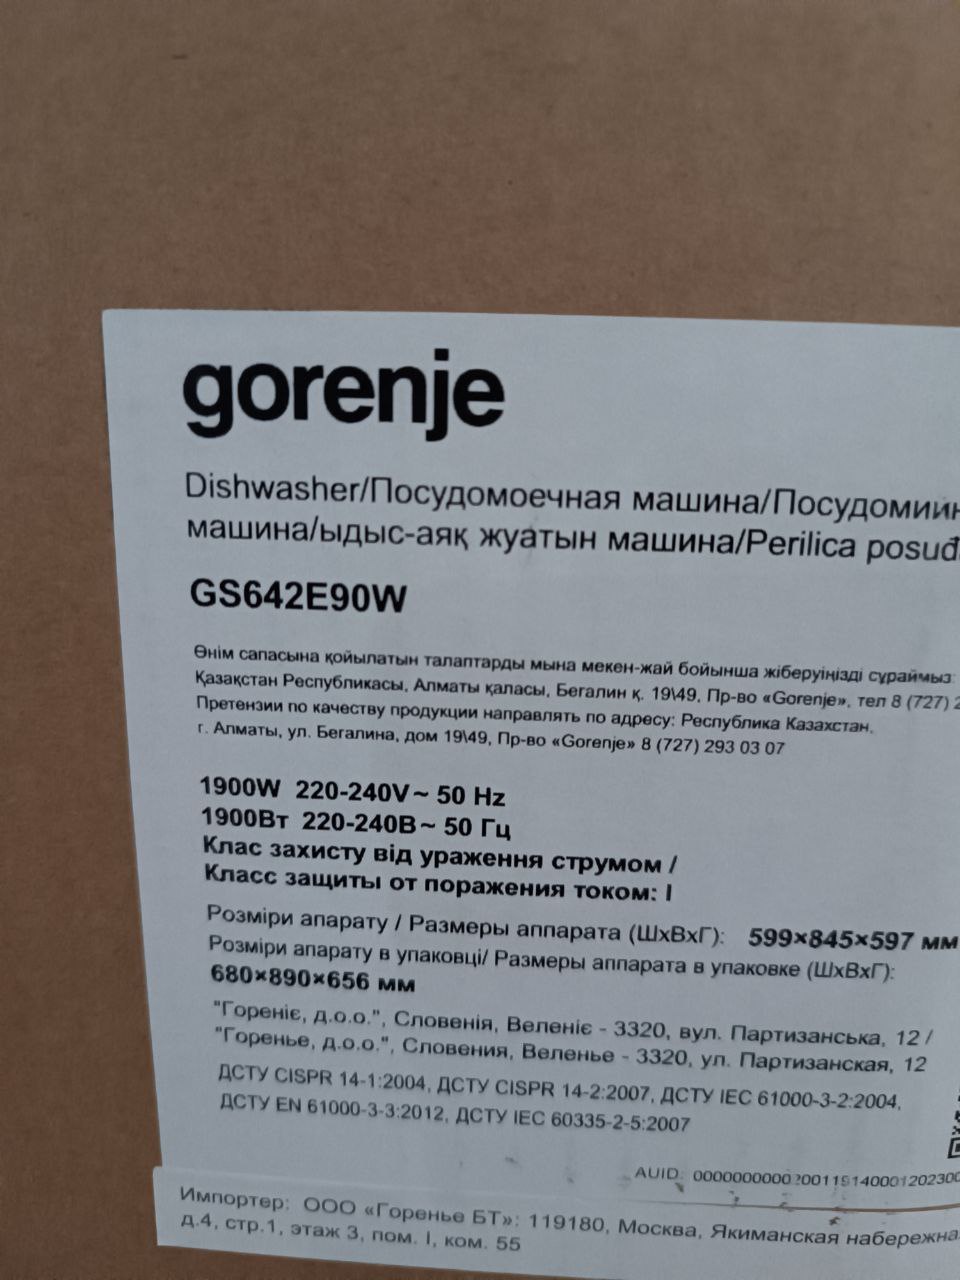 gorenje
Dishwasher/Посудомоечная машина/Посудомийн
машина/ыдыс-аяқ жуатын машина/Perilica posuđ
GS642E90W
Өнім сапасына қойылатын талаптарды мына мекен-жай бойынша жіберуіңізді сұраймыз:
Қазақстан Республикасы, Алматы қаласы, Бегалин қ. 19\49, Пр-во «Gorenje», тел 8 (727) 2
Претензии по качеству продукции направлять по адресу: Республика Казахстан,
г. Алматы, ул. Бегалина, дом 19\49, Пр-во «Gorenje» 8 (727) 293 03 07
1900W 220-240V~ 50 Hz
1900Вт 220-240В~ 50 Гц
Клас захисту від ураження струмом /
Класс защиты от поражения током: I
Розміри апарату / Размеры аппарата (ШхВхГ): 599×845×597 мм
Розміри апарату в упаковці/ Размеры аппарата в упаковке (ШхВхГ):
680×890×656 мм
"Гореніє, д.о.о.", Словенія, Веленіє - 3320, вул. Партизанська, 12 /
"Горенье, д.о.о.", Словения, Веленье - 3320, ул. Партизанская, 12
ДСТУ CISPR 14-1:2004, ДСТУ CISPR 14-2:2007, ДСТУ IEC 61000-3-2:2004,
ДСТУ EN 61000-3-3:2012, ДСТУ IEC 60335-2-5:2007
AUID:
Импортер: ООО «Горенье БТ»: 119180, Москва, Якиманская набережна
д.4, стр.1, этаж 3, пом. I, ком. 55